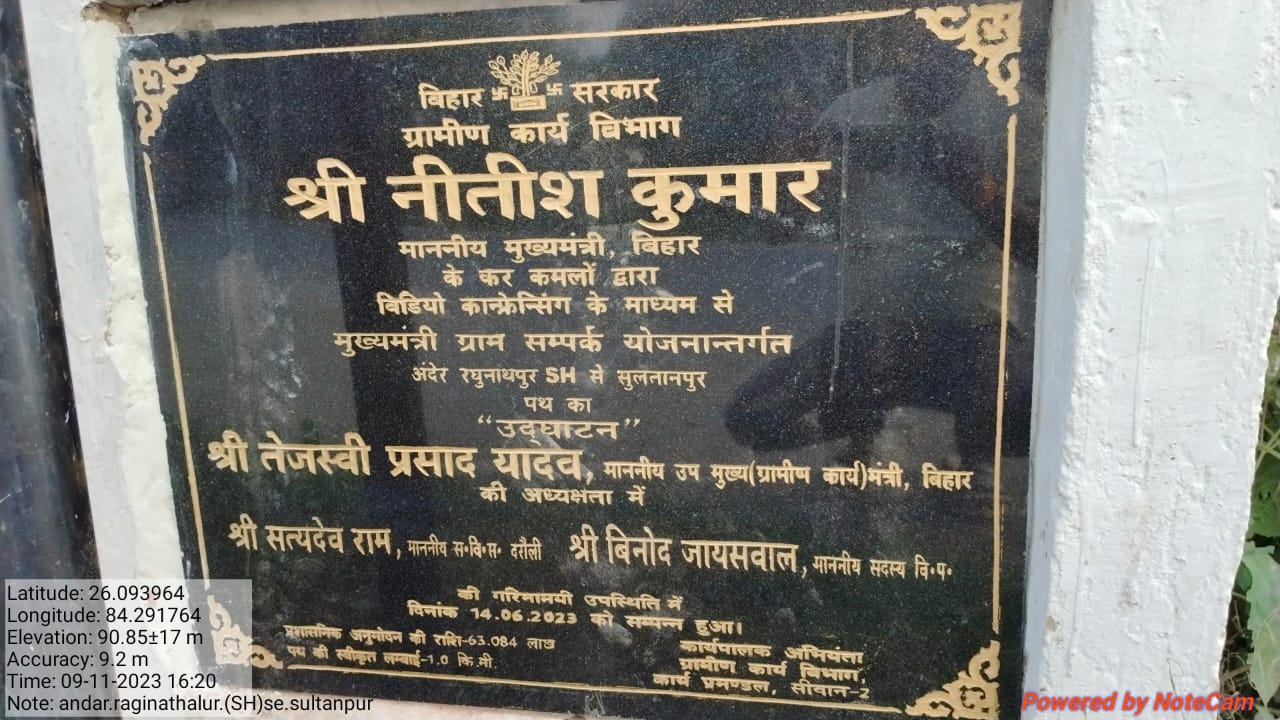 बिहार सरकार
ग्रामीण कार्य बिभाग
श्री नीतीश कुमार
माननीय मुख्यमंत्री, बिहार
के कर कमलों द्वारा
विडियो कान्फ्रेन्सिंग के माध्यम से
मुख्यमंत्री ग्राम सम्पर्क योजनान्तर्गत
अंदेर रघुनाथपुर SH से सुलतानपुर
पथ का
“उद्घाटन”
श्री तेजस्वी प्रसाद यादव, माननीय उप मुख्य(ग्रामीण कार्य)मंत्री, बिहार
की अध्यक्षता में
श्री सत्यदेव राम, माननीय स॰वि॰स॰ दरौली श्री बिनोद जायसवाल, माननीय सदस्य वि॰प॰
की गरिमामयी उपस्थिति में
दिनांक 14.06.2023 को सम्पन्न हुआ।
प्रशासनिक अनुमोदन की राशि-63.084 लाख
पथ की स्वीकृत लम्बाई-1.0 कि.मी.
कार्यपालक अभियंता
ग्रामीण कार्य विभाग,
कार्य प्रमण्डल, सीवान-2
Latitude: 26.093964
Longitude: 84.291764
Elevation: 90.85±17 m
Accuracy: 9.2 m
Time: 09-11-2023 16:20
Note: andar.raginathalur.(SH)se.sultanpur
Powered by NoteCam